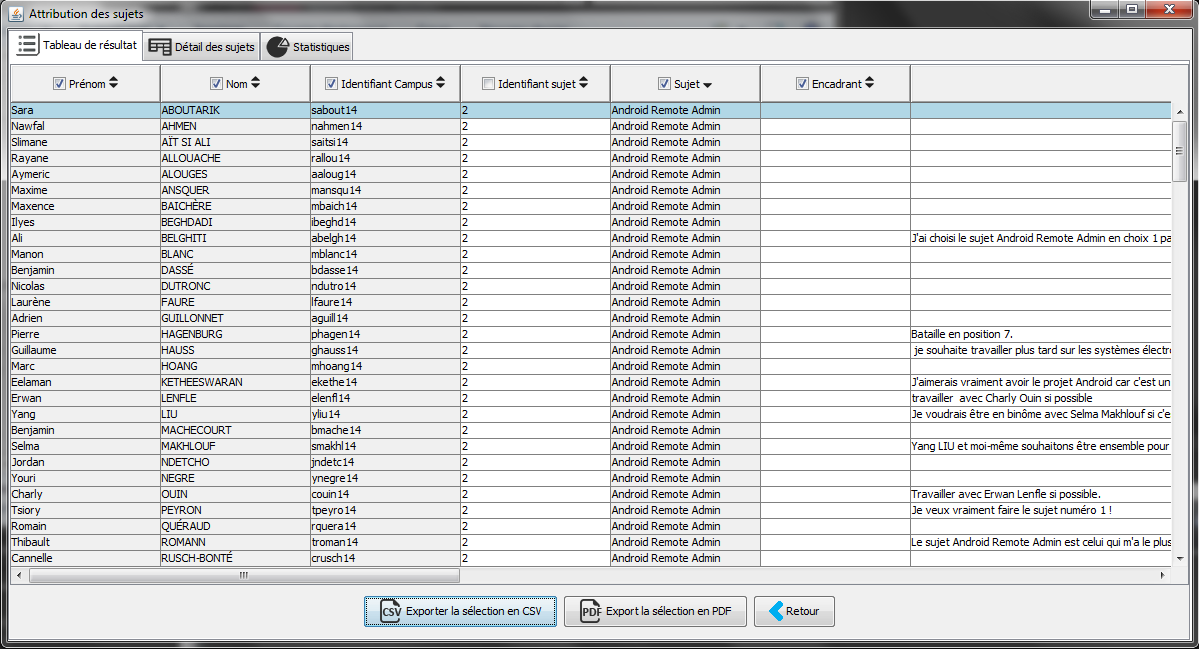 Attribution des sujets
Tableau de résultat Détail des sujets Statistiques
Prénom Nom Identifiant Campus Identifiant sujet Sujet Encadrant
Sara ABOUTARIK sabout14 2 Android Remote Admin
Nawfal AHMEN nahmen14 2 Android Remote Admin
Slimane AÏT SI ALI saitsi14 2 Android Remote Admin
Rayane ALLOUACHE rallou14 2 Android Remote Admin
Aymeric ALOUGES aaloug14 2 Android Remote Admin
Maxime ANSQUER mansqu14 2 Android Remote Admin
Maxence BAICHÈRE mbaich14 2 Android Remote Admin
Ilyes BEGHDADI ibeghd14 2 Android Remote Admin
Ali BELGHITI abelgh14 2 Android Remote Admin J'ai choisi le sujet Android Remote Admin en choix 1 pa
Manon BLANC mblanc14 2 Android Remote Admin
Benjamin DASSÉ bdasse14 2 Android Remote Admin
Nicolas DUTRONC ndutro14 2 Android Remote Admin
Laurène FAURE lfaure14 2 Android Remote Admin
Adrien GUILLONNET aguill14 2 Android Remote Admin
Pierre HAGENBURG phagen14 2 Android Remote Admin Bataille en position 7.
Guillaume HAUSS ghauss14 2 Android Remote Admin je souhaite travailler plus tard sur les systèmes électro
Marc HOANG mhoang14 2 Android Remote Admin
Eelaman KETHEESWARAN ekethe14 2 Android Remote Admin J'aimerais vraiment avoir le projet Android car c'est un
Erwan LENFLE elenfl14 2 Android Remote Admin travailler avec Charly Ouin si possible
Yang LIU yliu14 2 Android Remote Admin Je voudrais être en binôme avec Selma Makhlouf si c'e
Benjamin MACHECOURT bmache14 2 Android Remote Admin
Selma MAKHLOUF smakhl14 2 Android Remote Admin Yang LIU et moi-même souhaitons être ensemble pour
Jordan NDETCHO jndetc14 2 Android Remote Admin
Youri NEGRE ynegre14 2 Android Remote Admin
Charly OUIN couin14 2 Android Remote Admin Travailler avec Erwan Lenfle si possible.
Tsiory PEYRON tpeyro14 2 Android Remote Admin Je veux vraiment faire le sujet numéro 1 !
Romain QUÉRAUD rquera14 2 Android Remote Admin
Thibault ROMANN troman14 2 Android Remote Admin Le sujet Android Remote Admin est celui qui m'a le plus
Cannelle RUSCH-BONTÉ crusch14 2 Android Remote Admin
CSV Exporter la sélection en CSV PDF Export la sélection en PDF Retour